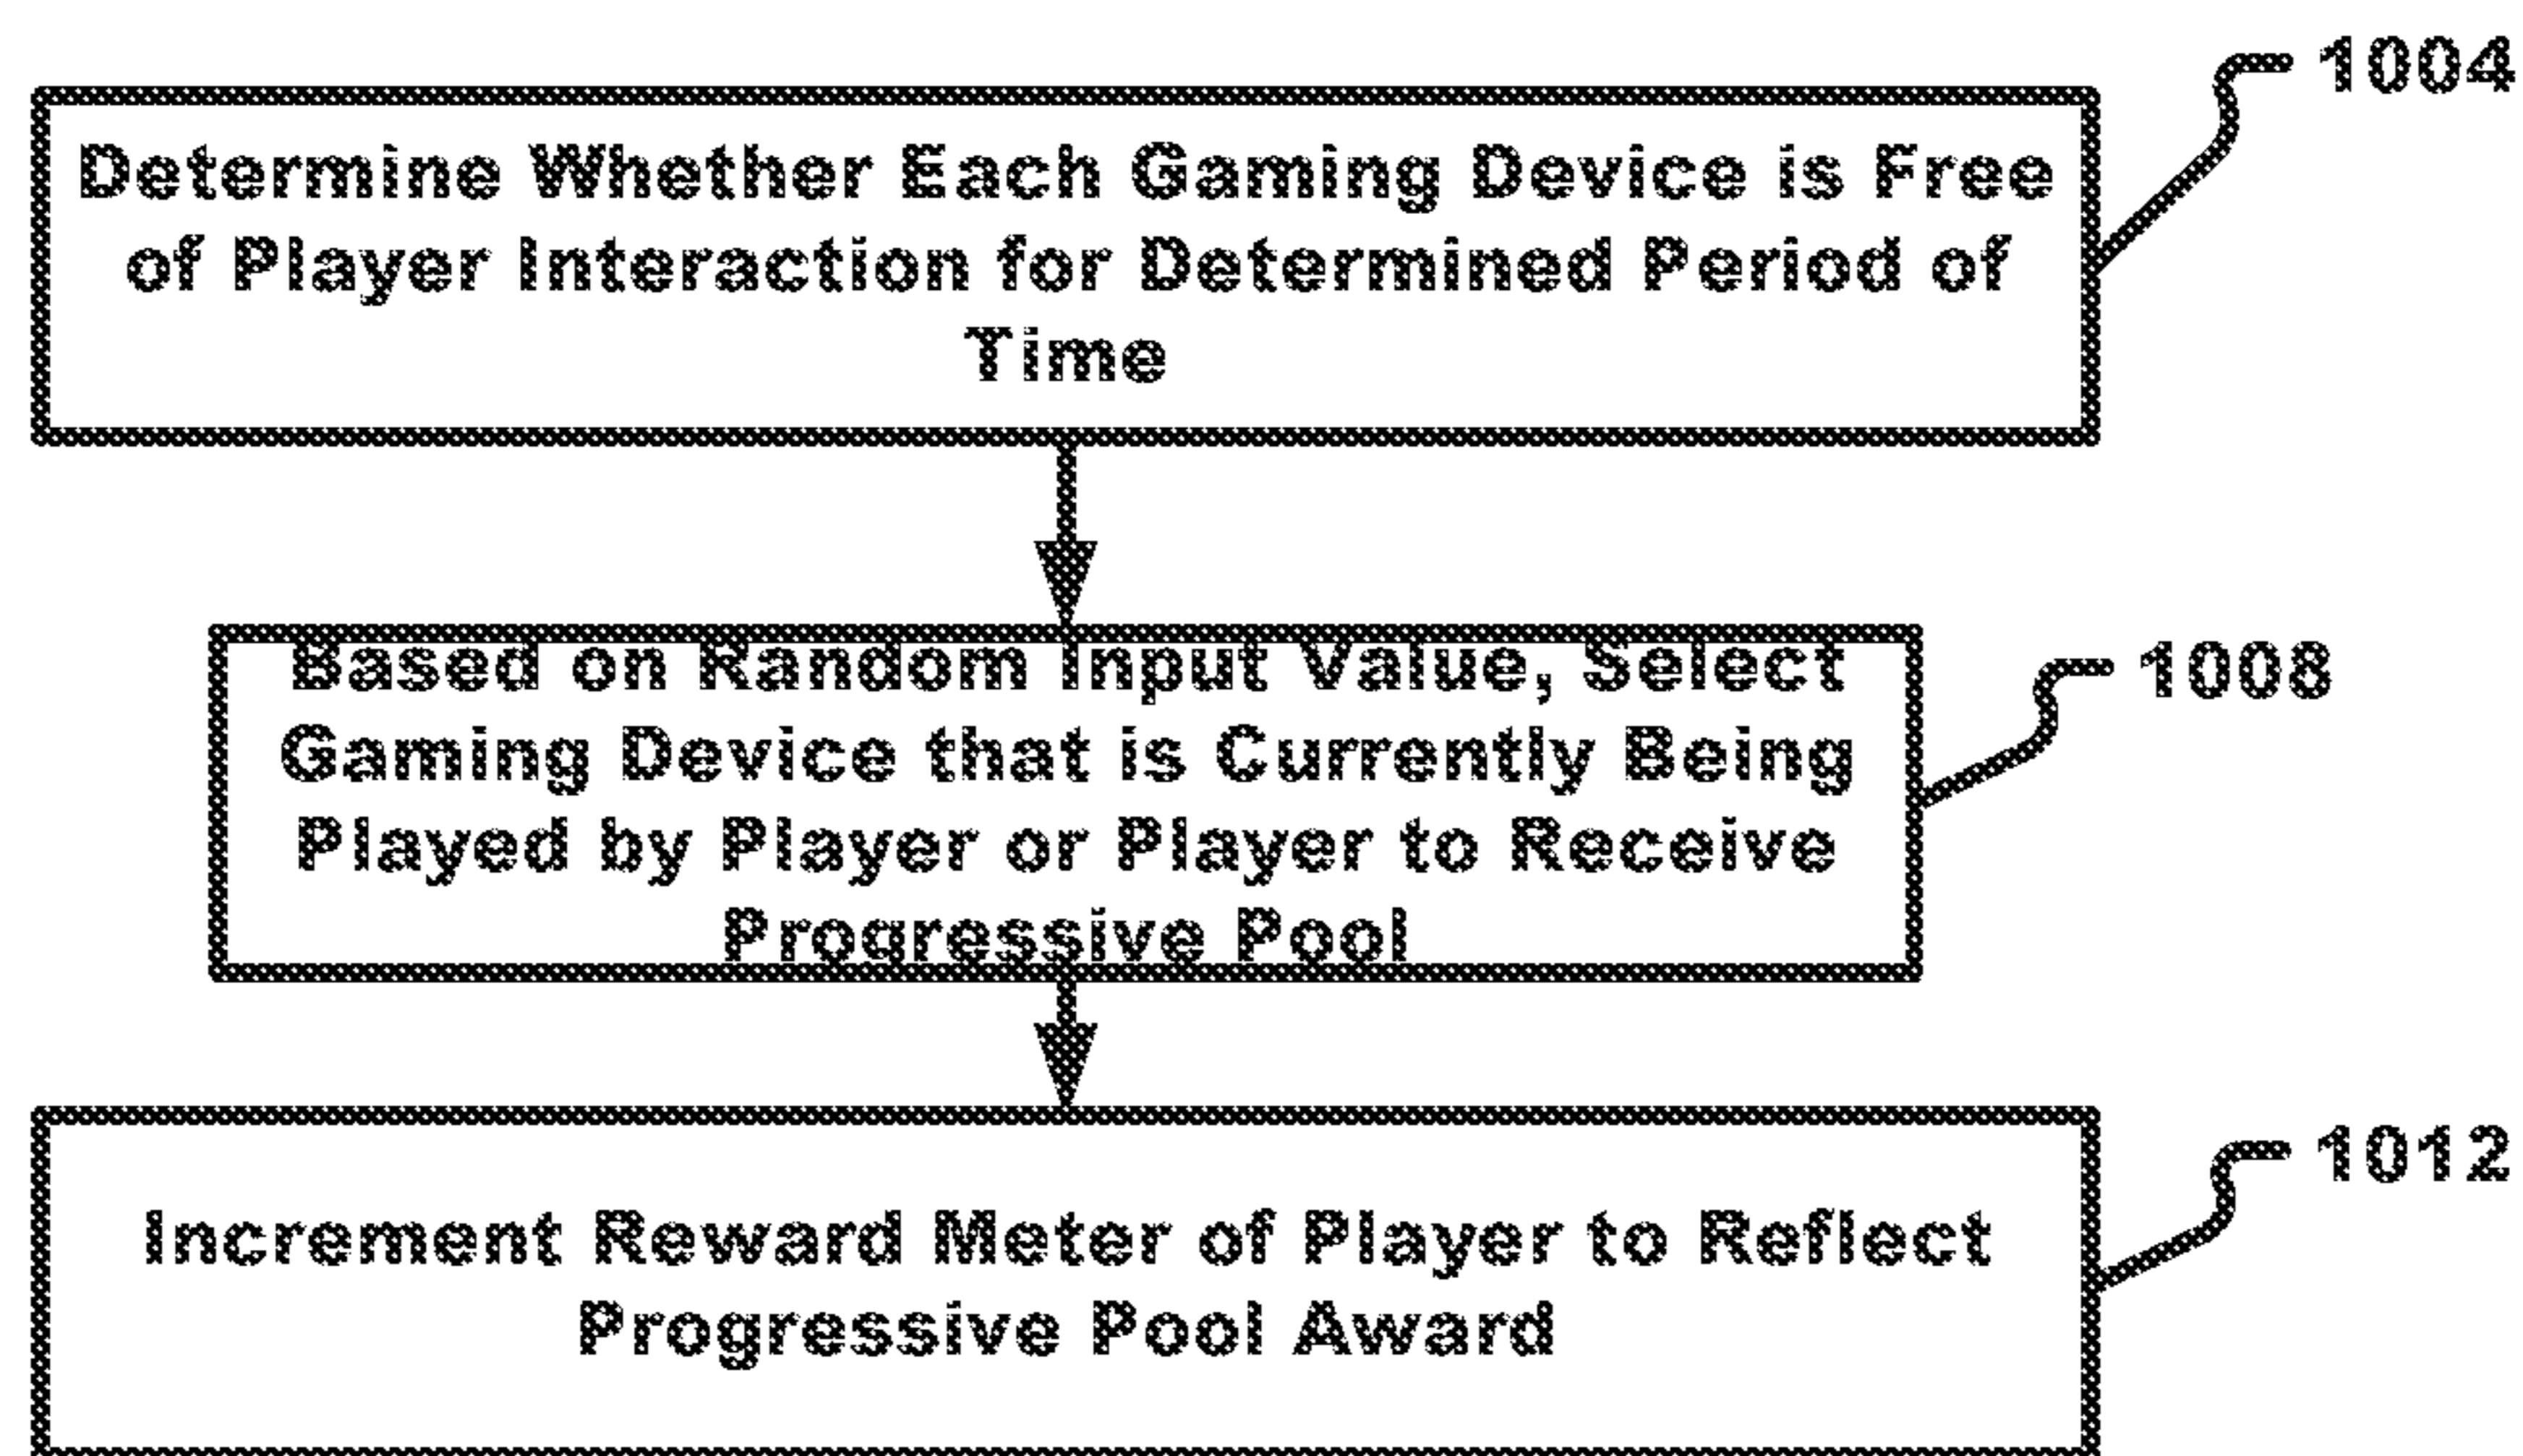 1004
Determine Whether Each Gaming Device is Free
of Player Interaction for Determined Period of
Time
Based on Random Input Value, Select
1008
Gaming Device that is Currently Being
Played by Player or Player to Receive
Progressive Pool
1012
Increment Reward Meter of Player to Reflect
Progressive Pool Award